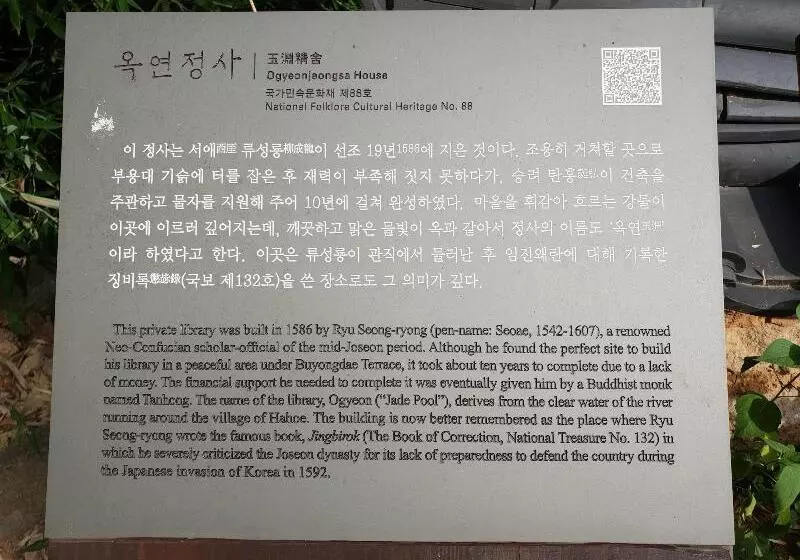 옥연정사
玉淵精舍
Ogyeonjeongsa House
국가민속문화재 제88호
National Folklore Cultural Heritage No. 88
이 정사는 서애西厓 류성룡柳成龍이 선조 19년1586에 지은 것이다. 조용히 거처할 곳으로
부용대 기슭에 터를 잡은 후 재력이 부족해 짓지 못하다가, 승려 탄홍이 건축을
주관하고 물자를 지원해 주어 10년에 걸쳐 완성하였다. 마을을 휘감아 흐르는 강물이
이곳에 이르러 깊어지는데, 깨끗하고 맑은 물빛이 옥과 같아서 정사의 이름도 '옥연玉淵'
이라 하였다고 한다. 이곳은 류성룡이 관직에서 물러난 후 임진왜란에 대해 기록한
징비록懲毖錄(국보 제132호)을 쓴 장소로도 그 의미가 깊다.
This private library was built in 1586 by Ryu Seong-ryong (pen-name: Seoae, 1542-1607), a renowned
Neo-Confucian scholar-official of the mid-Joseon period. Although he found the perfect site to build
his library in a peaceful area under Buyongdae Terrace, it took about ten years to complete due to a lack
of money. The financial support he needed to complete it was eventually given him by a Buddhist monk
named Tanhong. The name of the library, Ogyeon ("Jade Pool"), derives from the clear water of the river
running around the village of Hahoe. The building is now better remembered as the place where Ryu
Seong-ryong wrote the famous book, Jingbirok (The Book of Correction, National Treasure No. 132) in
which he severely criticized the Joseon dynasty for its lack of preparedness to defend the country during
the Japanese invasion of Korea in 1592.